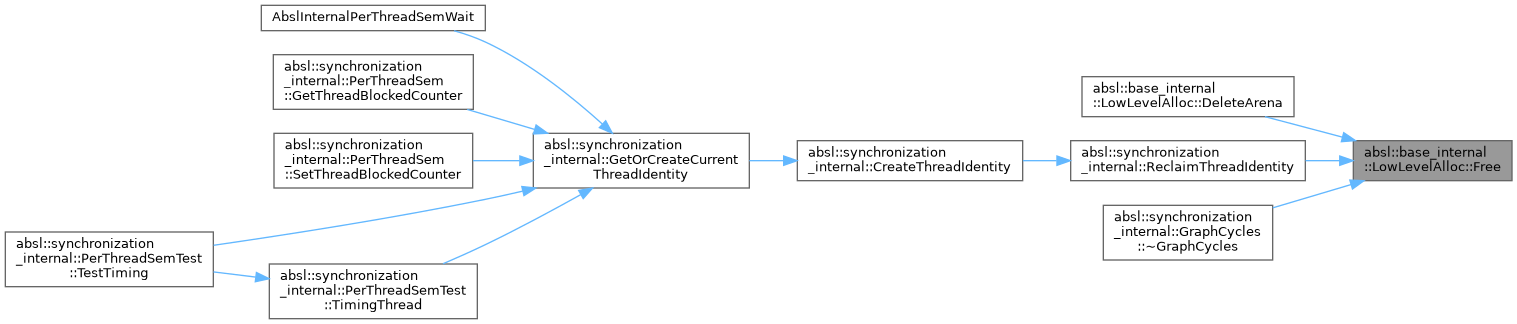 AbslInternalPerThreadSemWait
absl::synchronization
_internal::PerThreadSem
::GetThreadBlockedCounter
absl::synchronization
_internal::PerThreadSem
::SetThreadBlockedCounter
absl::synchronization
_internal::PerThreadSemTest
::TestTiming
absl::synchronization
_internal::PerThreadSemTest
::TimingThread
absl::synchronization
_internal::GetOrCreateCurrent
ThreadIdentity
absl::synchronization
_internal::CreateThreadIdentity
absl::synchronization
_internal::ReclaimThreadIdentity
absl::base_internal
::LowLevelAlloc::DeleteArena
absl::synchronization
_internal::GraphCycles
::~GraphCycles
absl::base_internal
::LowLevelAlloc::Free